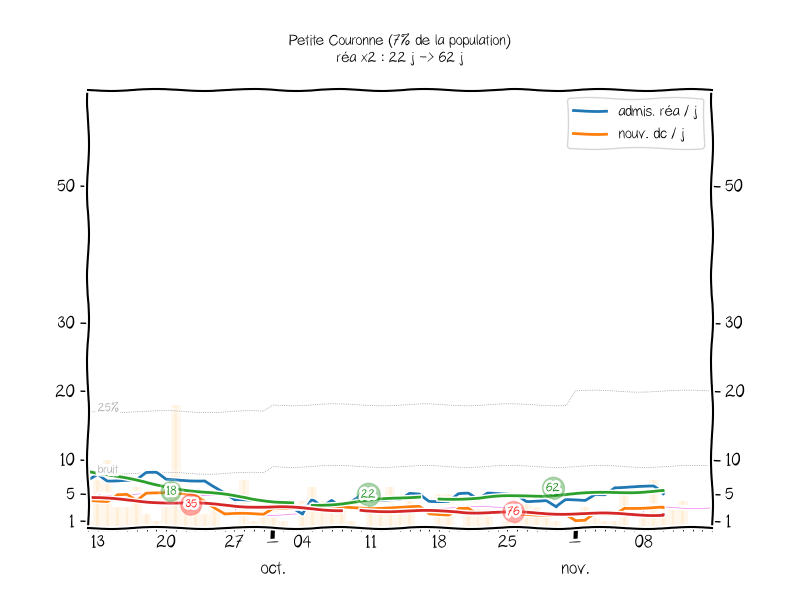 Petite Couronne (7% de la population)
réa x2 : 22 j -> 62 j
admis. réa / j
nouv. dc / j
50 50
30 30
20 20
25%
10 10
bruit
18 22 62
5 5
35 76
1 1
13 20 27 04 11 18 25 08
oct. nov.